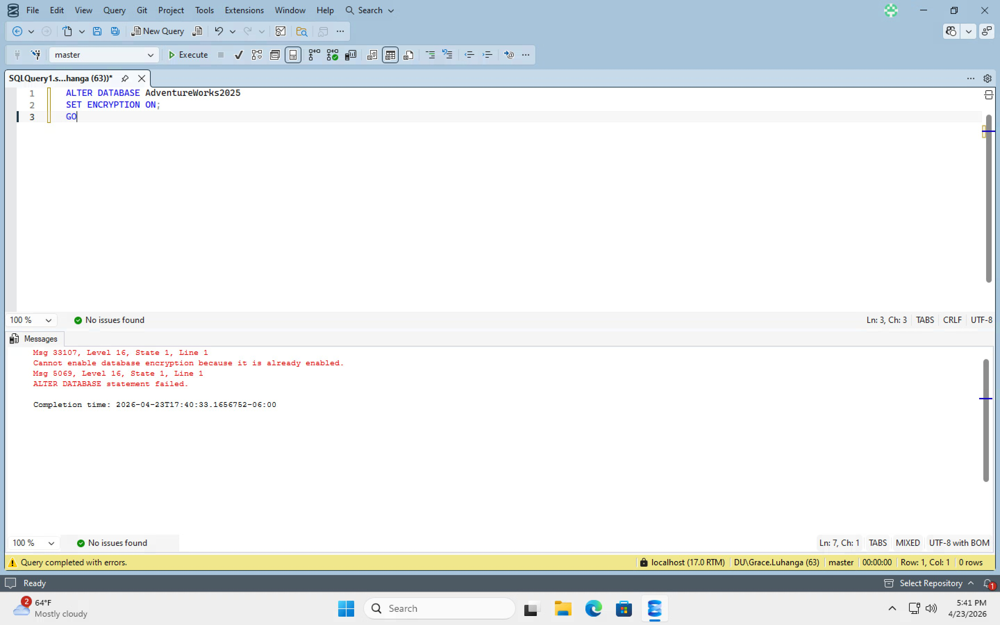 File Edit View Query Git Project Tools Extensions Window Help Search
New Query
master Execute
SQLQuery1.s...hanga (63))*
1 ALTER DATABASE AdventureWorks2025
2 SET ENCRYPTION ON;
3 GO
100 % No issues found Ln: 3, Ch: 3 TABS CRLF UTF-8
Messages
Msg 33107, Level 16, State 1, Line 1
Cannot enable database encryption because it is already enabled.
Msg 5069, Level 16, State 1, Line 1
ALTER DATABASE statement failed.
Completion time: 2026-04-23T17:40:33.1656752-06:00
100 % No issues found Ln: 7, Ch: 1 TABS MIXED UTF-8 with BOM
Query completed with errors. localhost (17.0 RTM) DU\Grace.Luhanga (63) master 00:00:00 Row: 1, Col: 1 0 rows
Ready Select Repository 1
2 64°F
Mostly cloudy
Search
5:41 PM
4/23/2026